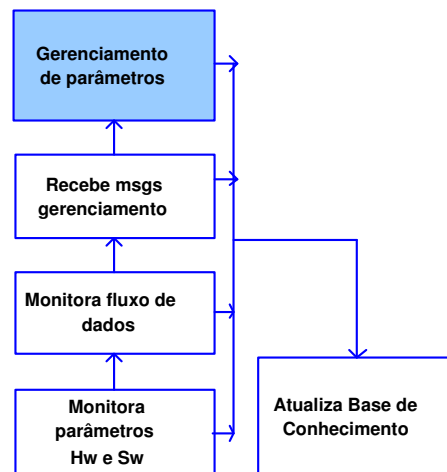 Gerenciamento
de parâmetros
Recebe msgs
gerenciamento
Monitora fluxo de
dados
Monitora
parâmetros
Hw e Sw
Atualiza Base de
Conhecimento